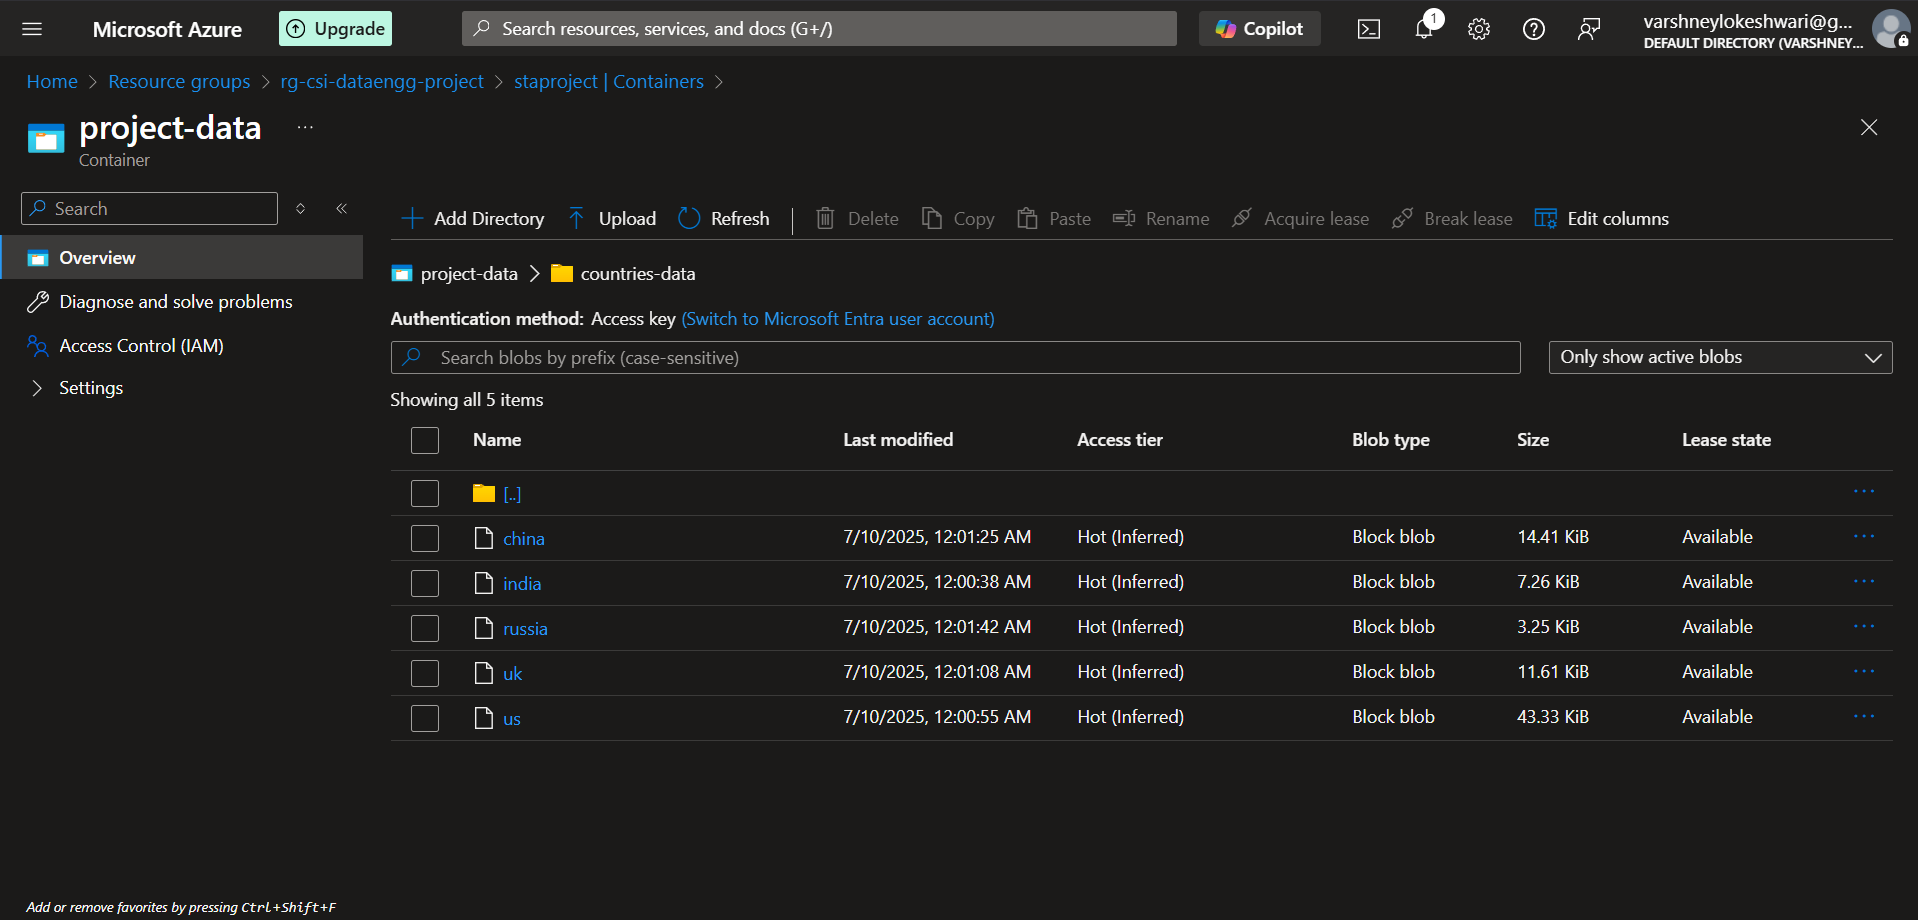 Microsoft Azure
Upgrade
Search resources, services, and docs (G+/)
Copilot
1
varshneylokeshwari@g...
DEFAULT DIRECTORY (VARSHNEY...
Home > Resource groups > rg-csi-dataengg-project > staproject | Containers >
project-data ...
Container
Search
Overview
Diagnose and solve problems
Access Control (IAM)
Settings
Add Directory Upload Refresh Delete Copy Paste Rename Acquire lease Break lease Edit columns
project-data > countries-data
Authentication method: Access key (Switch to Microsoft Entra user account)
Search blobs by prefix (case-sensitive)
Only show active blobs
Showing all 5 items
Name Last modified Access tier Blob type Size Lease state
[..] ...
china 7/10/2025, 12:01:25 AM Hot (Inferred) Block blob 14.41 KiB Available ...
india 7/10/2025, 12:00:38 AM Hot (Inferred) Block blob 7.26 KiB Available ...
russia 7/10/2025, 12:01:42 AM Hot (Inferred) Block blob 3.25 KiB Available ...
uk 7/10/2025, 12:01:08 AM Hot (Inferred) Block blob 11.61 KiB Available ...
us 7/10/2025, 12:00:55 AM Hot (Inferred) Block blob 43.33 KiB Available ...
Add or remove favorites by pressing Ctrl+Shift+F